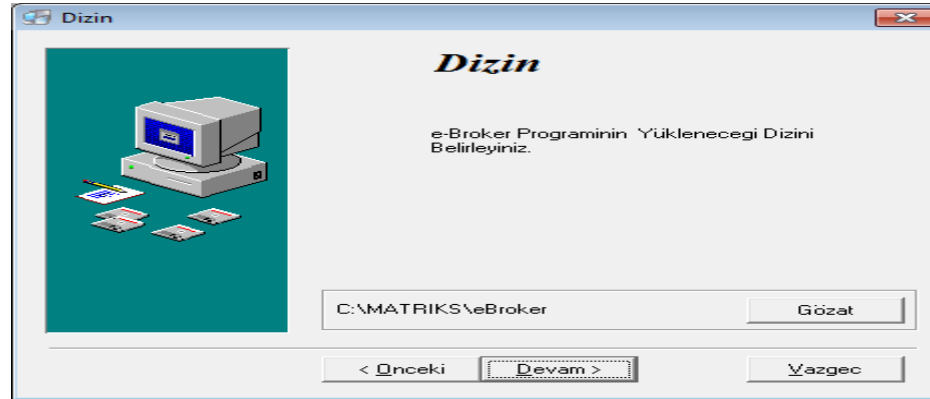 Dizin
Dizin
e-Broker Programinin Yüklenecegi Dizini
Belirleyiniz.
C:\MATRIKS\eBroker
Gözat
< Onceki
Devam >
Vazgec